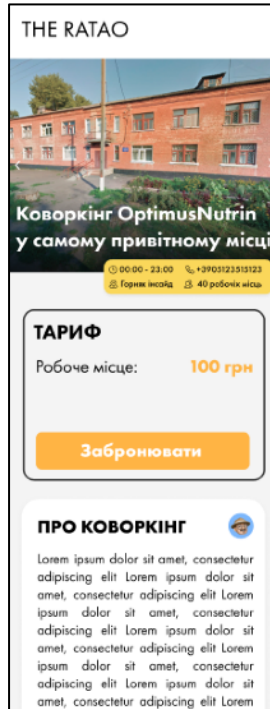 THE RATAO
Коворкінг OptimusNutrin
у самому привітному місці
00:00 - 23:00 +3905123515123
Горняк інсайд 40 робочіх місць
ТАРИФ
Робоче місце: 100 грн
Забронювати
ПРО КОВОРКІНГ
Lorem ipsum dolor sit amet, consectetur
adipiscing elit Lorem ipsum dolor sit
amet, consectetur adipiscing elit Lorem
ipsum dolor sit amet, consectetur
adipiscing elit Lorem ipsum dolor sit
amet, consectetur adipiscing elit Lorem
ipsum dolor sit amet, consectetur
adipiscing elit Lorem ipsum dolor sit
amet, consectetur adipiscing elit Lorem